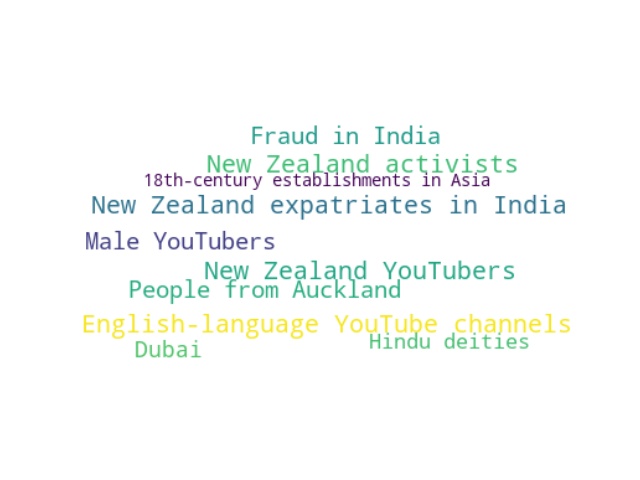 Fraud in India
New Zealand activists
18th-century establishments in Asia
New Zealand expatriates in India
Male YouTubers
New Zealand YouTubers
People from Auckland
English-language YouTube channels
Hindu deities
Dubai